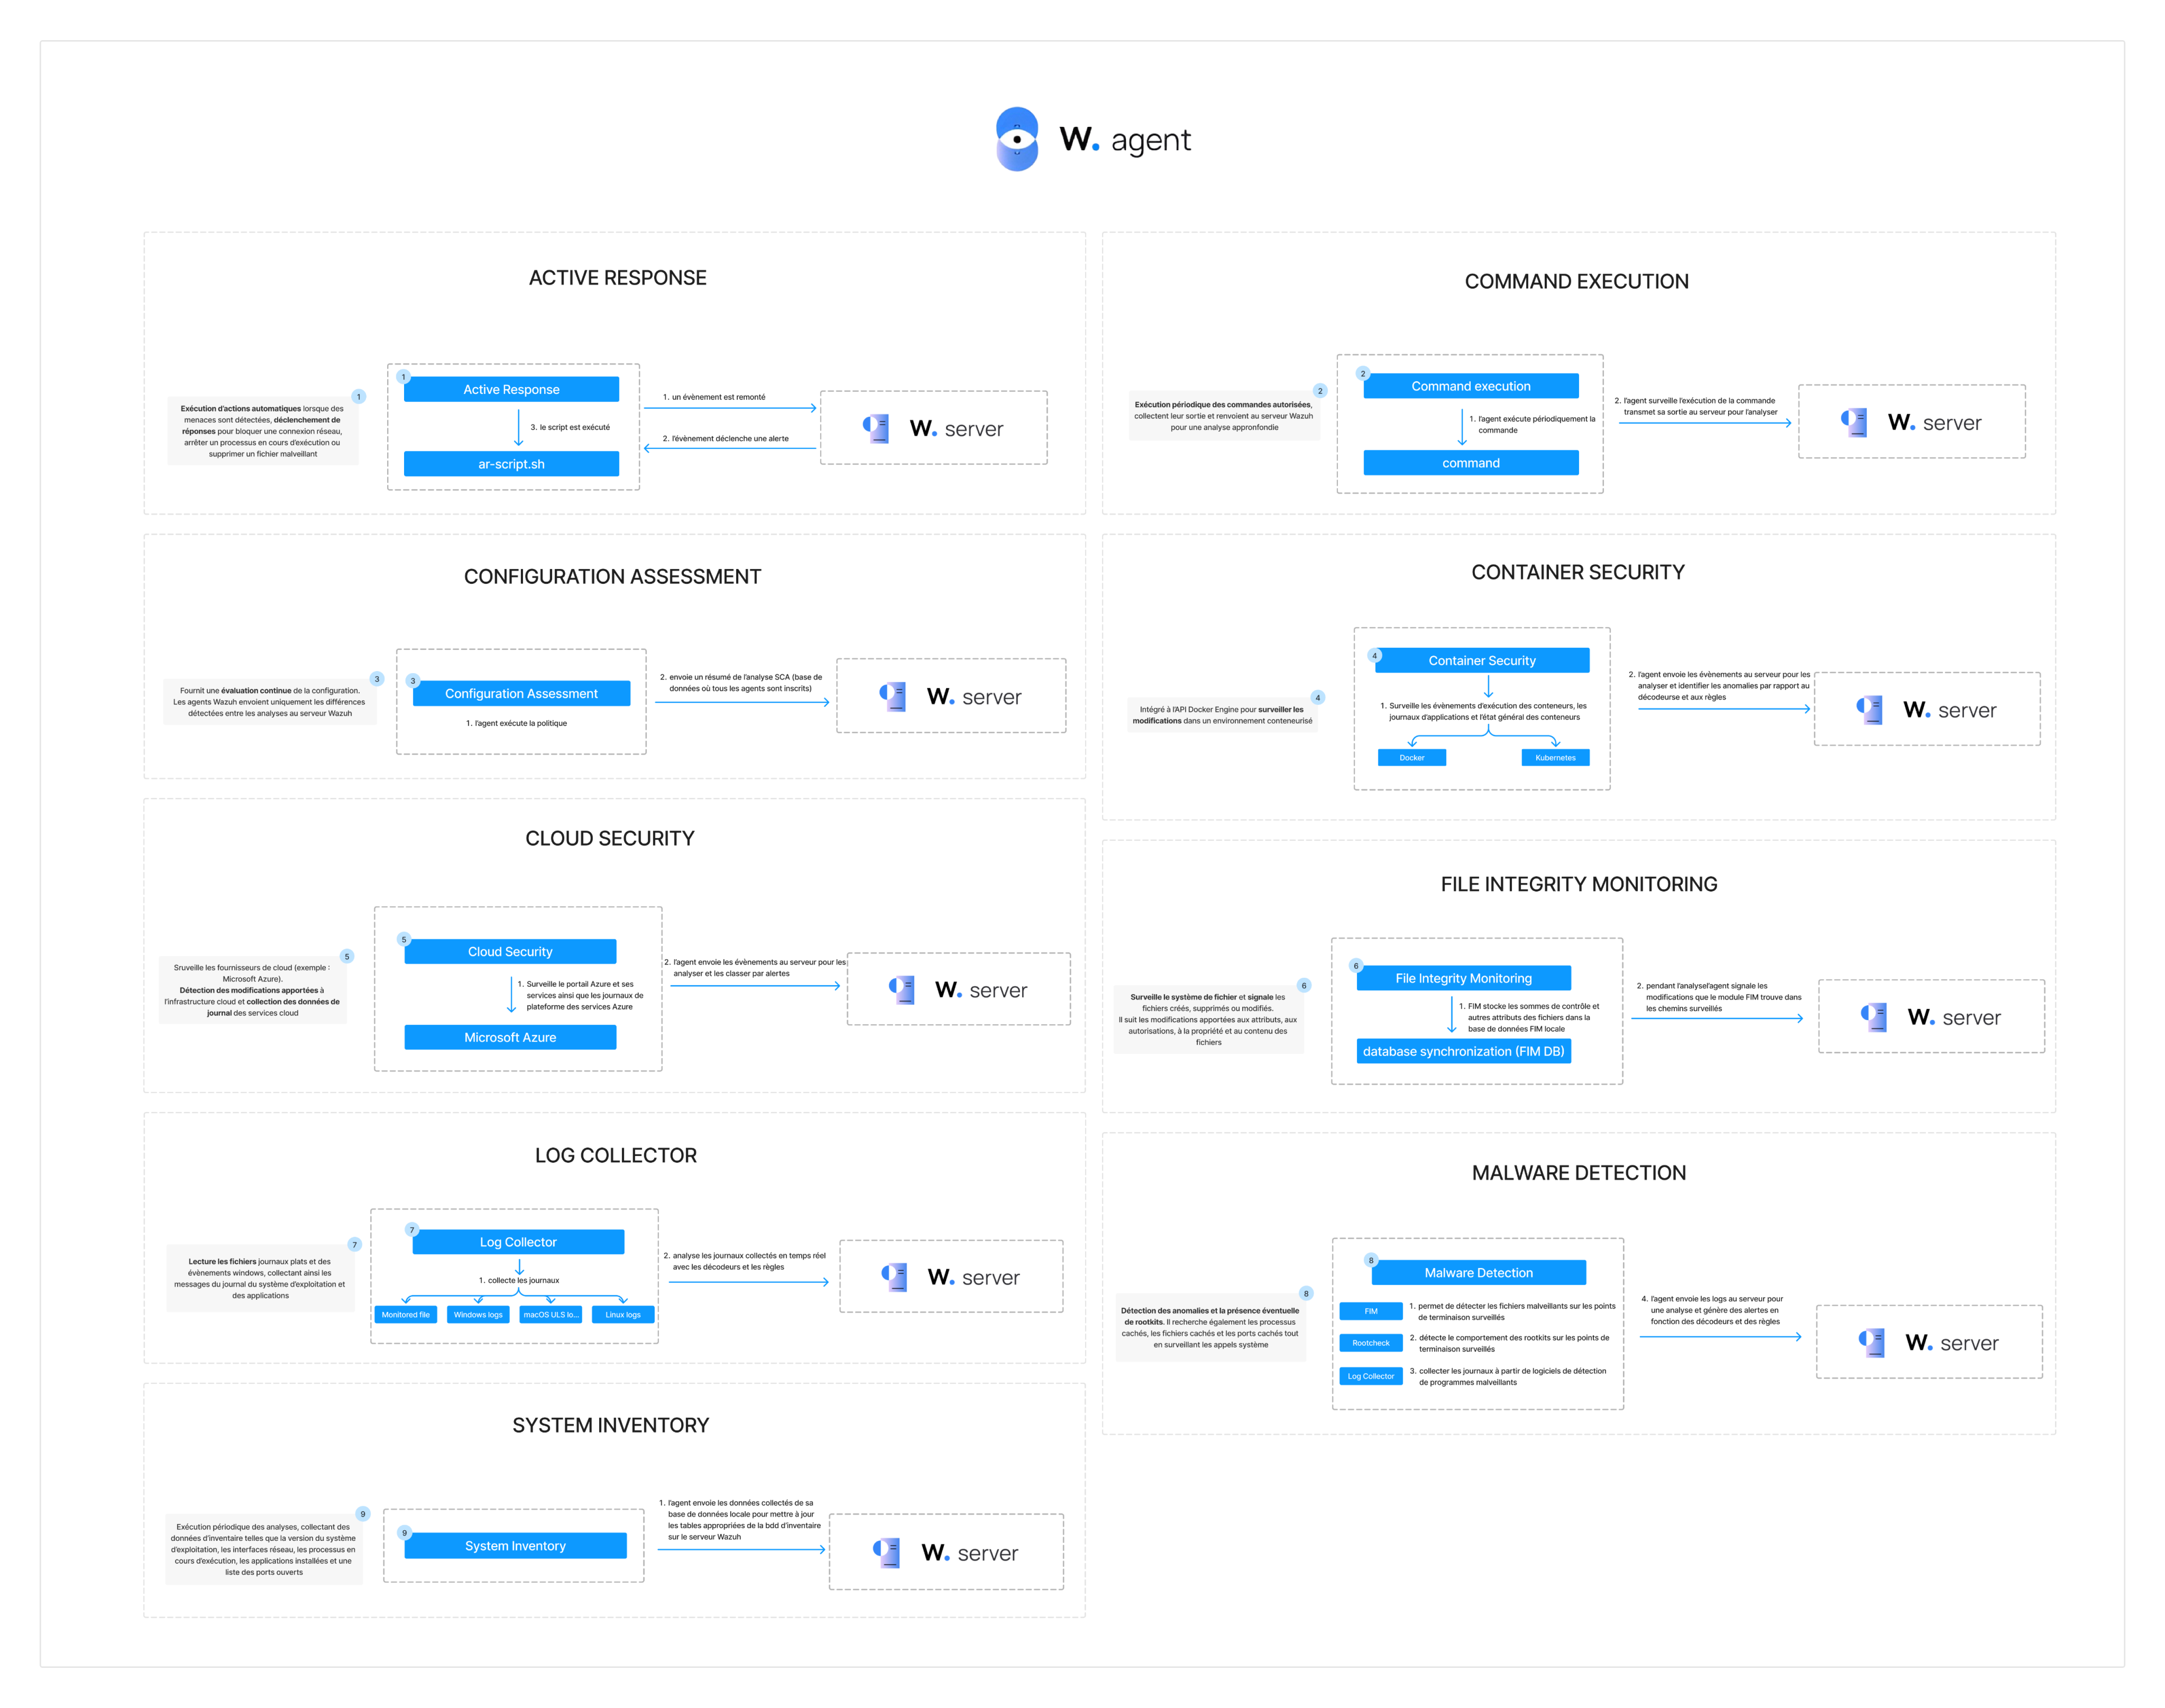 W. agent
ACTIVE RESPONSE
1
Exécution d'actions automatiques lorsque des
menaces sont détectées, déclenchement de
réponses pour bloquer une connexion réseau,
arrêter un processus en cours d'exécution ou
supprimer un fichier malveillant
1
Active Response
3. le script est exécuté
ar-script.sh
1. un évènement est remonté
2. l'évènement déclenche une alerte
W. server
COMMAND EXECUTION
2
Exécution périodique des commandes autorisées,
collectent leur sortie et renvoient au serveur Wazuh
pour une analyse appronfondie
2
Command execution
1. l'agent exécute périodiquement la
commande
command
2. l'agent surveille l'exécution de la commande
transmet sa sortie au serveur pour l'analyser
W. server
CONFIGURATION ASSESSMENT
3
Fournit une évaluation continue de la configuration.
Les agents Wazuh envoient uniquement les différences
détectées entre les analyses au serveur Wazuh
3
Configuration Assessment
1. l'agent exécute la politique
2. envoie un résumé de l'analyse SCA (base de
données où tous les agents sont inscrits)
W. server
CONTAINER SECURITY
4
Intégré à l'API Docker Engine pour surveiller les
modifications dans un environnement conteneurisé
4
Container Security
1. Surveille les évènements d'exécution des conteneurs, les
journaux d'applications et l'état général des conteneurs
Docker
Kubernetes
2. l'agent envoie les évènements au serveur pour les
analyser et identifier les anomalies par rapport au
décodeurse et aux règles
W. server
CLOUD SECURITY
5
Sruveille les fournisseurs de cloud (exemple :
Microsoft Azure).
Détection des modifications apportées à
l'infrastructure cloud et collection des données de
journal des services cloud
5
Cloud Security
1. Surveille le portail Azure et ses
services ainsi que les journaux de
plateforme des services Azure
Microsoft Azure
2. l'agent envoie les évènements au serveur pour les
analyser et les classer par alertes
W. server
FILE INTEGRITY MONITORING
6
Surveille le système de fichier et signale les
fichiers créés, supprimés ou modifiés.
Il suit les modifications apportées aux attributs, aux
autorisations, à la propriété et au contenu des
fichiers
6
File Integrity Monitoring
1. FIM stocke les sommes de contrôle et
autres attributs des fichiers dans la
base de données FIM locale
database synchronization (FIM DB)
2. pendant l'analysel'agent signale les
modifications que le module FIM trouve dans
les chemins surveillés
W. server
LOG COLLECTOR
7
Lecture les fichiers journaux plats et des
évènements windows, collectant ainsi les
messages du journal du système d'exploitation et
des applications
7
Log Collector
1. collecte les journaux
Monitored file
Windows logs
macOS ULS lo...
Linux logs
2. analyse les journaux collectés en temps réel
avec les décodeurs et les règles
W. server
MALWARE DETECTION
8
Détection des anomalies et la présence éventuelle
de rootkits. Il recherche également les processus
cachés, les fichiers cachés et les ports cachés tout
en surveillant les appels système
8
Malware Detection
FIM
1. permet de détecter les fichiers malveillants sur les points
de terminaison surveillés
Rootcheck
2. détecte le comportement des rootkits sur les points de
terminaison surveillés
Log Collector
3. collecter les journaux à partir de logiciels de détection
de programmes malveillants
4. l'agent envoie les logs au serveur pour
une analyse et génère des alertes en
fonction des décodeurs et des règles
W. server
SYSTEM INVENTORY
9
Exécution périodique des analyses, collectant des
données d'inventaire telles que la version du système
d'exploitation, les interfaces réseau, les processus en
cours d'exécution, les applications installées et une
liste des ports ouverts
9
System Inventory
1. l'agent envoie les données collectés de sa
base de données locale pour mettre à jour
les tables appropriées de la bdd d'inventaire
sur le serveur Wazuh
W. server